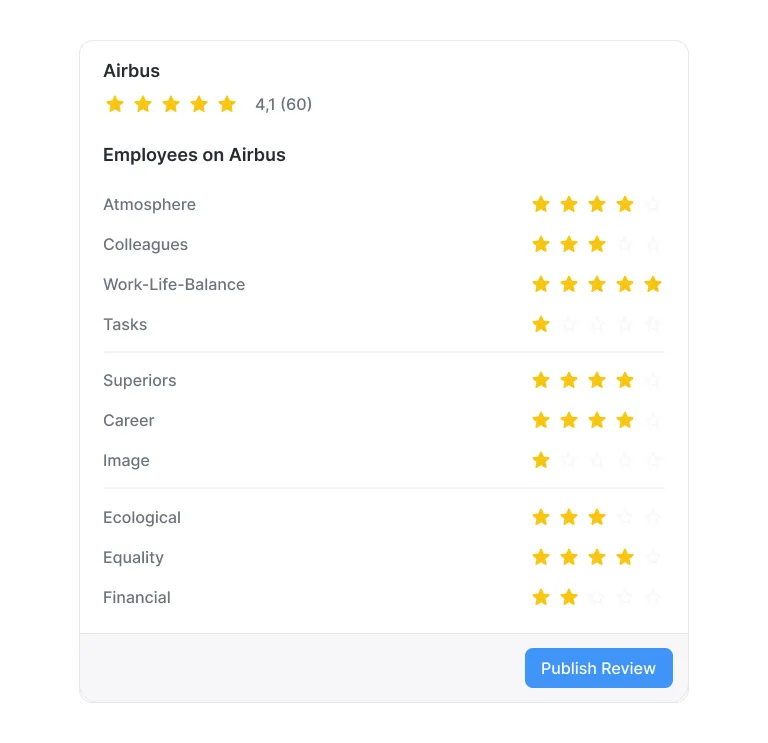 Airbus
4,1 (60)
Employees on Airbus
Atmosphere
Colleagues
Work-Life-Balance
Tasks
Superiors
Career
Image
Ecological
Equality
Financial
Publish Review